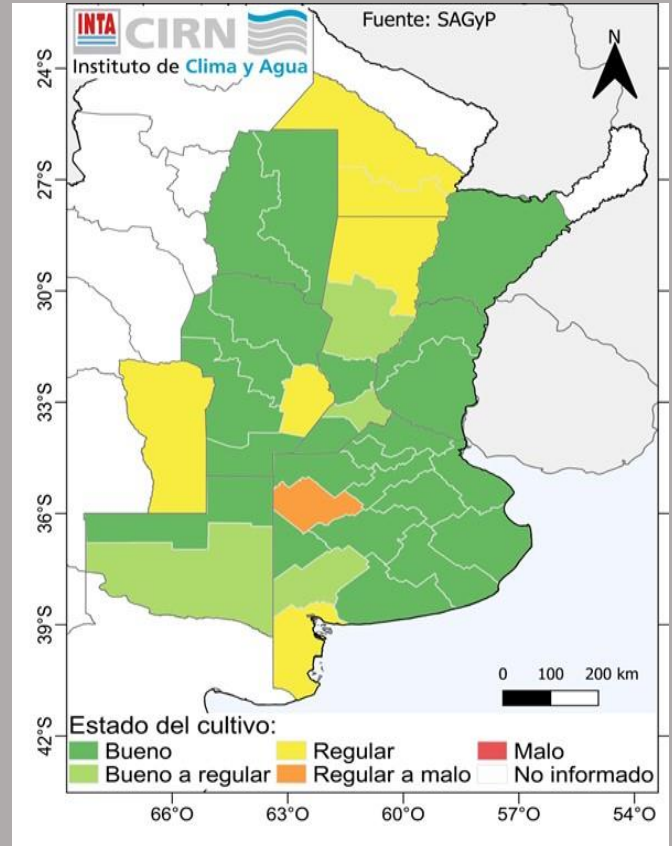 INTA CIRN
Instituto de Clima y Agua
Fuente: SAGyP
N
24°S
27°S
30°S
33°S
36°S
39°S
42°S
0 100 200 km
Estado del cultivo:
Bueno Regular Malo
Bueno a regular Regular a malo No informado
66°O 63°O 60°O 57°O 54°O